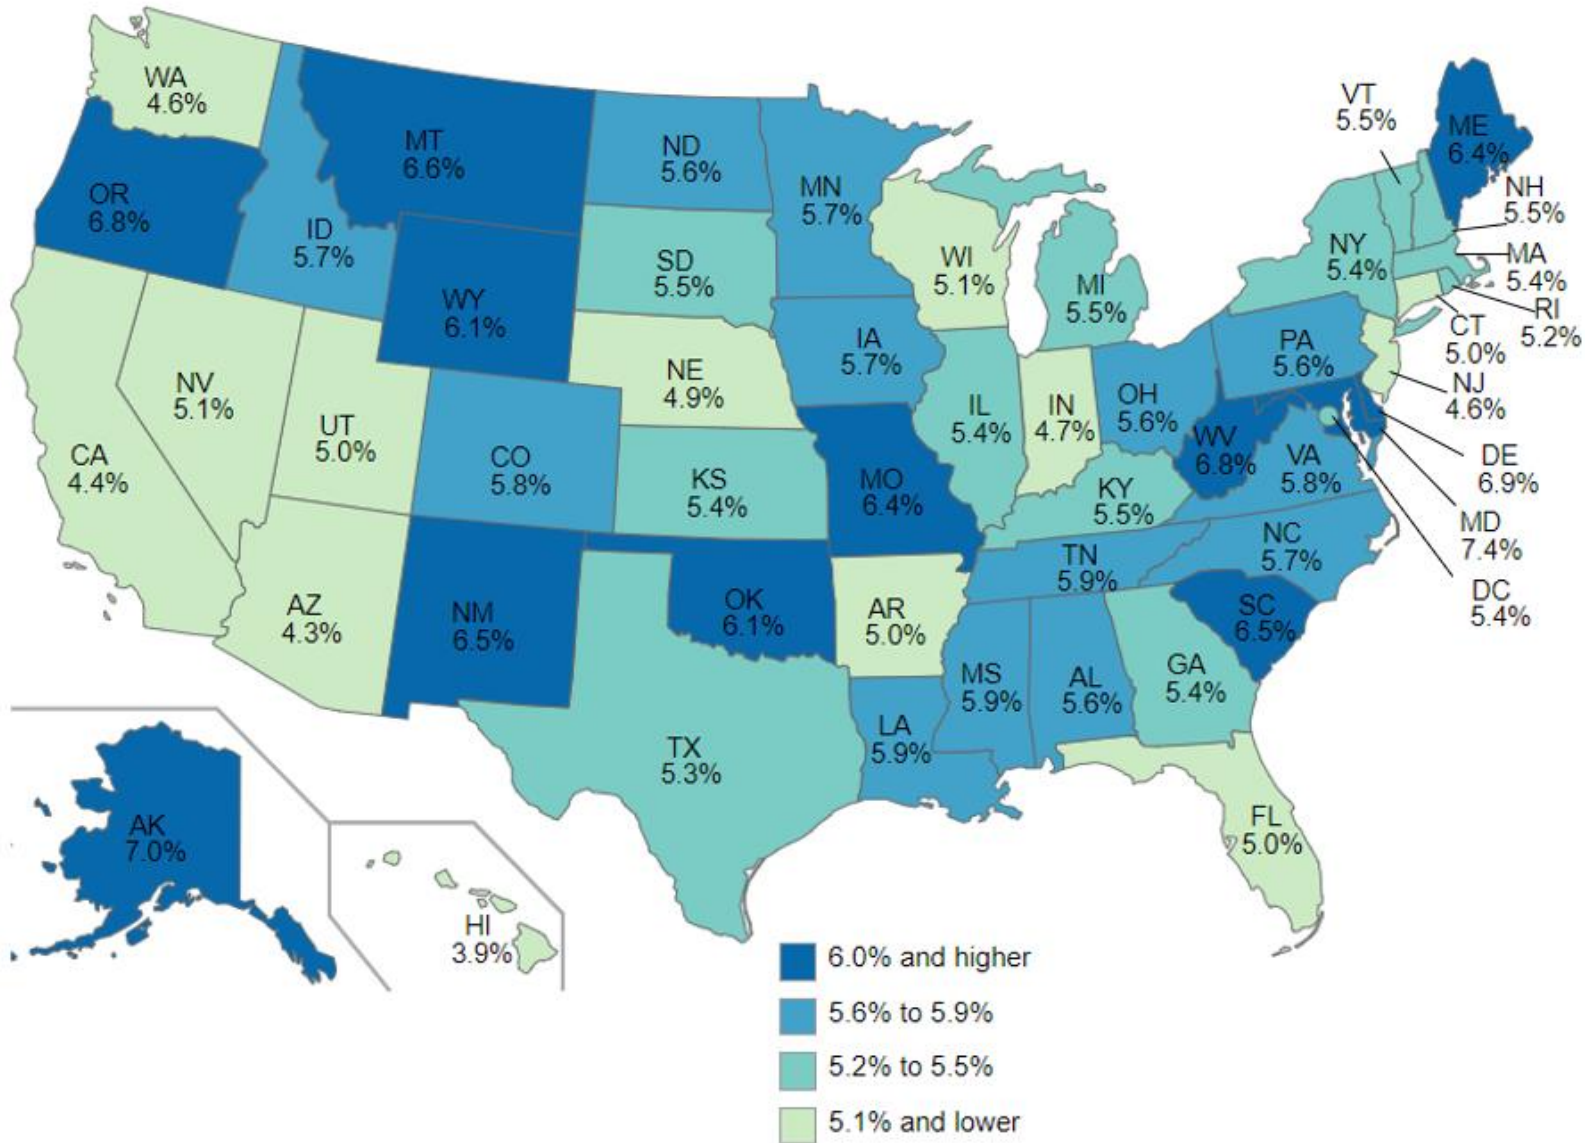 WA
4.6%
MT
6.6%
ND
5.6%
MN
5.7%
VT
5.5%
ME
6.4%
NH
5.5%
OR
6.8%
ID
5.7%
SD
5.5%
WI
5.1%
MI
5.5%
NY
5.4%
MA
5.4%
RI
5.2%
CT
5.0%
WY
6.1%
IA
5.7%
PA
5.6%
NJ
4.6%
NV
5.1%
UT
5.0%
NE
4.9%
IL
5.4%
IN
4.7%
OH
5.6%
WV
6.8%
VA
5.8%
DE
6.9%
CA
4.4%
CO
5.8%
KS
5.4%
MO
6.4%
KY
5.5%
MD
7.4%
DC
5.4%
AZ
4.3%
NM
6.5%
OK
6.1%
AR
5.0%
TN
5.9%
NC
5.7%
SC
6.5%
MS
5.9%
AL
5.6%
GA
5.4%
TX
5.3%
LA
5.9%
FL
5.0%
AK
7.0%
HI
3.9%
6.0% and higher
5.6% to 5.9%
5.2% to 5.5%
5.1% and lower